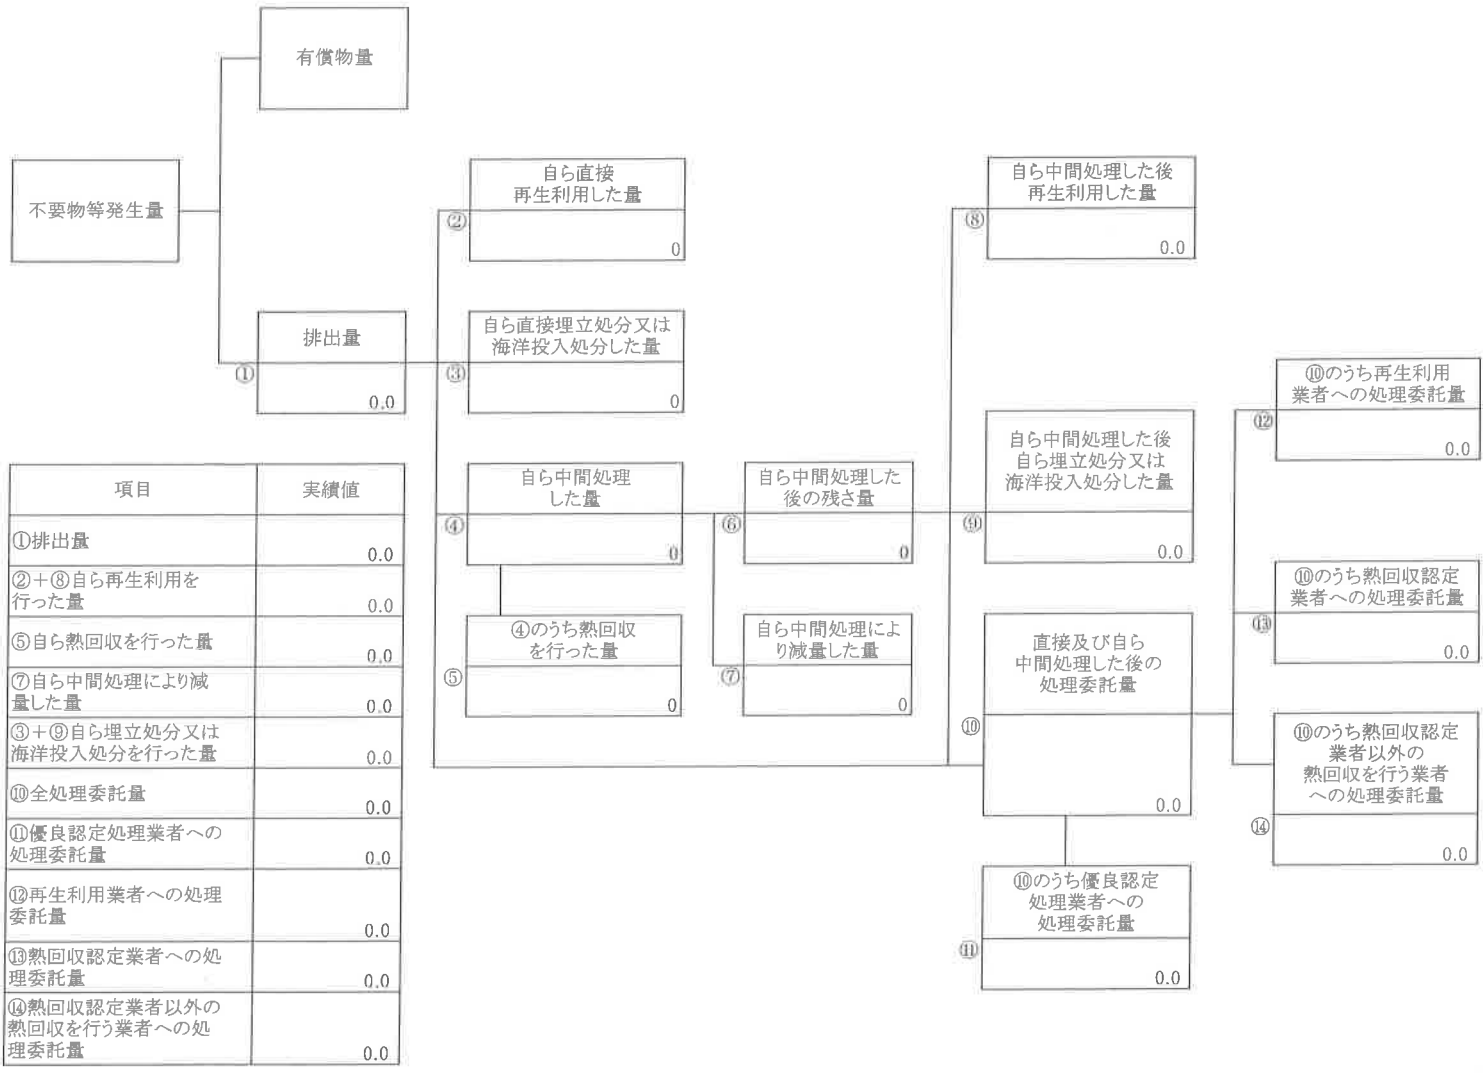 有償物量
不要物等発生量
排出量
①
0.0
自ら直接
再生利用した量
②
0
自ら直接埋立処分又は
海洋投入処分した量
③
0
自ら中間処理
した量
④
0
④のうち熱回収
を行った量
⑤
0
自ら中間処理した
後の残さ量
⑥
0
自ら中間処理によ
り減量した量
⑦
0
自ら中間処理した後
再生利用した量
⑧
0.0
自ら中間処理した後
自ら埋立処分又は
海洋投入処分した量
⑨
0.0
直接及び自ら
中間処理した後の
処理委託量
⑩
0.0
⑩のうち優良認定
処理業者への
処理委託量
⑪
0.0
⑩のうち再生利用
業者への処理委託量
⑫
0.0
⑩のうち熱回収認定
業者への処理委託量
⑬
0.0
⑩のうち熱回収認定
業者以外の
熱回収を行う業者
への処理委託量
⑭
0.0
項目 実績値
①排出量
0.0
②＋⑧自ら再生利用を
行った量
0.0
⑤自ら熱回収を行った量
0.0
⑦自ら中間処理により減
量した量
0.0
③＋⑨自ら埋立処分又は
海洋投入処分を行った量
0.0
⑩全処理委託量
0.0
⑪優良認定処理業者への
処理委託量
0.0
⑫再生利用業者への処理
委託量
0.0
⑬熱回収認定業者への処
理委託量
0.0
⑭熱回収認定業者以外の
熱回収を行う業者への処
理委託量
0.0